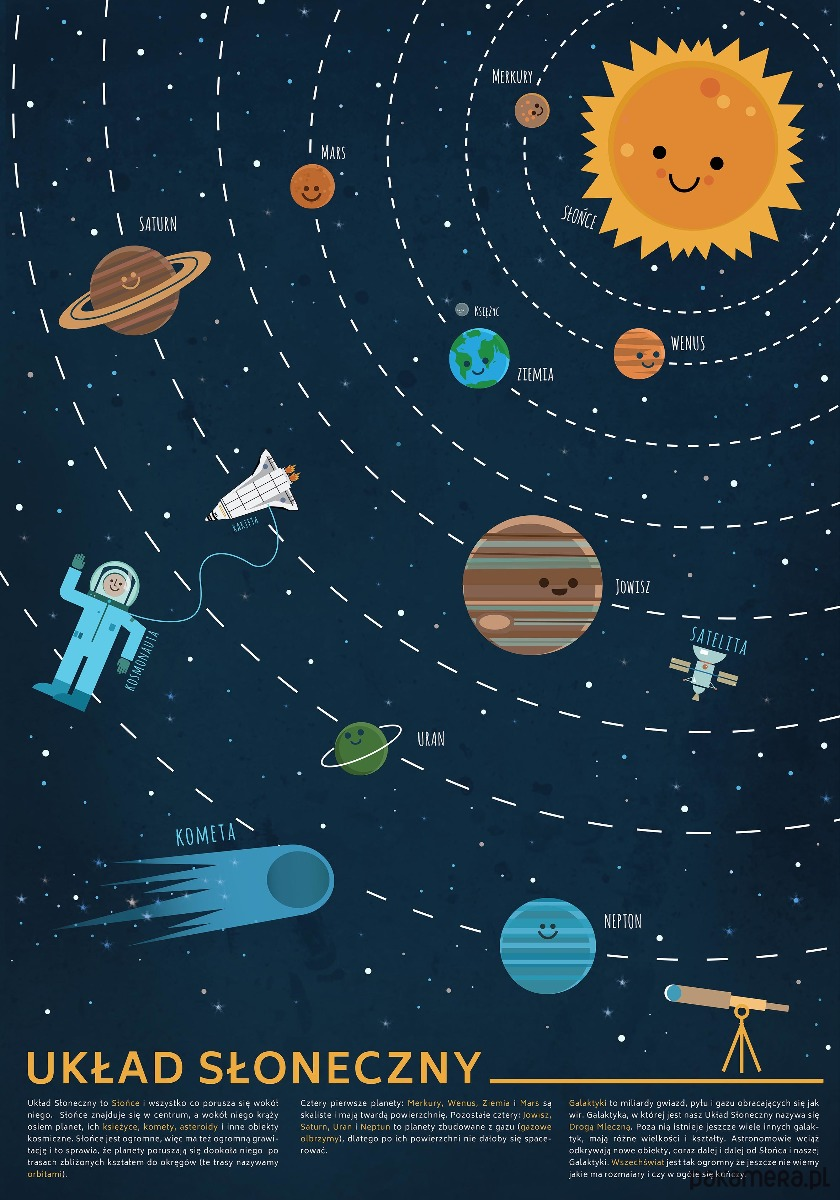 MERKURY
MARS
SŁOŃCE
SATURN
KSIĘŻYC
WENUS
ZIEMIA
RAKIETA
JOWISZ
SATELITA
KOSMONAUTA
URAN
KOMETA
NEPTON
UKŁAD SŁONECZNY
Układ Słoneczny to Słońce i wszystko co porusza się wokół
niego. Słońce znajduje się w centrum, a wokół niego krąży
osiem planet, ich księżyce, komety, asteroidy i inne obiekty
kosmiczne. Słońce jest ogromne, więc ma też ogromną grawi-
tację i to sprawia, że planety poruszają się dookoła niego po
trasach zbliżonych kształtem do okręgów (te trasy nazywamy
orbitami).
Cztery pierwsze planety: Merkury, Wenus, Ziemia i Mars są
skaliste i mają twardą powierzchnię. Pozostałe cztery: Jowisz,
Saturn, Uran i Neptun to planety zbudowane z gazu (gazowe
olbrzymy), dlatego po ich powierzchni nie dałoby się space-
rować.
Galaktyki to miliardy gwiazd, pyłu i gazu obracających się jak
wir. Galaktyka, w której jest nasz Układ Słoneczny nazywa się
Drogą Mleczną. Poza nią istnieje jeszcze wiele innych galak-
tyk, mają różne wielkości i kształty. Astronomowie wciąż
odkrywają nowe obiekty, coraz dalej i dalej od Słońca i naszej
Galaktyki. Wszechświat jest tak ogromny że jeszcze nie wiemy
jakie ma rozmiary i czy w ogóle się kończy.
pakamera.pl